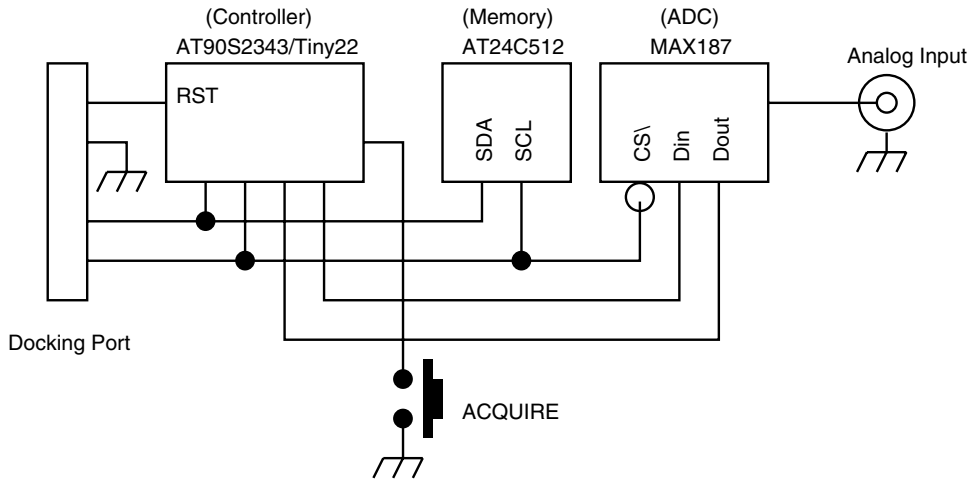 (Controller)
AT90S2343/Tiny22
(Memory)
AT24C512
(ADC)
MAX187
Analog Input
RST
SDA
SCL
CS\
Din
Dout
Docking Port
ACQUIRE